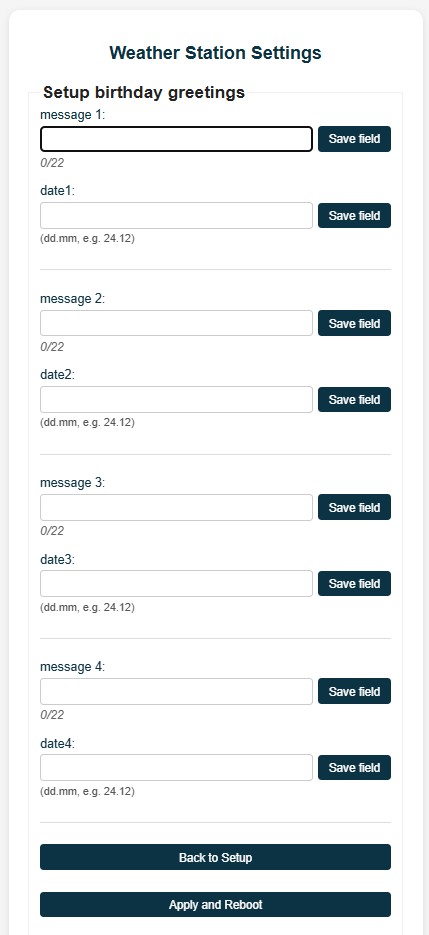 Weather Station Settings
Setup birthday greetings
message 1:
Save field
0/22
date1:
Save field
(dd.mm, e.g. 24.12)
message 2:
Save field
0/22
date2:
Save field
(dd.mm, e.g. 24.12)
message 3:
Save field
0/22
date3:
Save field
(dd.mm, e.g. 24.12)
message 4:
Save field
0/22
date4:
Save field
(dd.mm, e.g. 24.12)
Back to Setup
Apply and Reboot